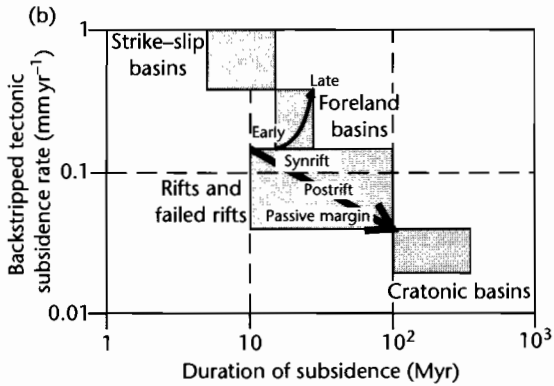 (b)
1
Strike–slip
basins
Late
Foreland
basins
Early
Synrift
0.1
Rifts and
failed rifts
Postrift
Passive margin
Cratonic basins
0.01
1
10
10²
10³
Duration of subsidence (Myr)
Backstripped tectonic
subsidence rate (mm yr⁻¹)